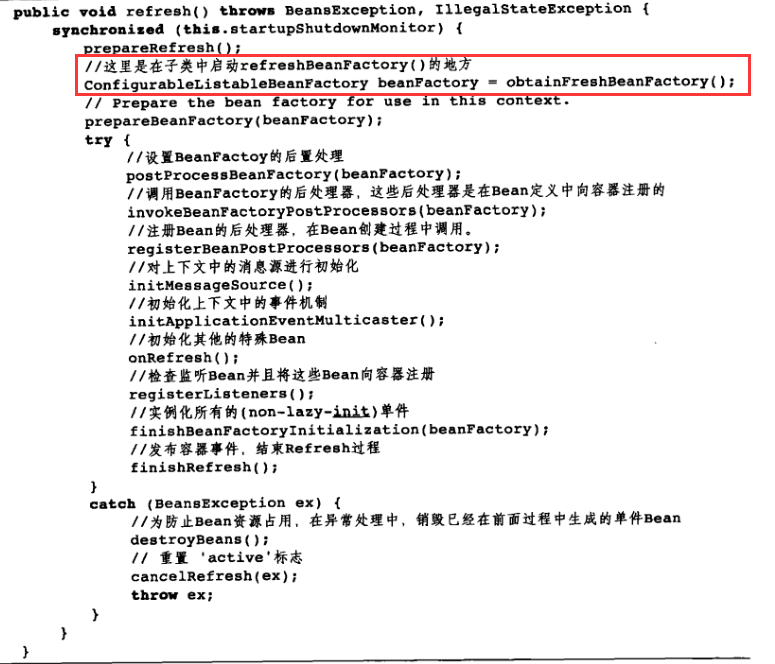 public void refresh() throws BeansException, IllegalStateException {
synchronized (this.startupShutdownMonitor) {
prepareRefresh();
//这里是在子类中启动refreshBeanFactory()的地方
ConfigurableListableBeanFactory beanFactory = obtainFreshBeanFactory();
// Prepare the bean factory for use in this context.
prepareBeanFactory(beanFactory);
try {
//设置BeanFactoy的后置处理
postProcessBeanFactory(beanFactory);
//调用BeanFactory的后处理器，这些后处理器是在Bean定义中向容器注册的
invokeBeanFactoryPostProcessors(beanFactory);
//注册Bean的后处理器，在Bean创建过程中调用。
registerBeanPostProcessors(beanFactory);
//对上下文中的消息源进行初始化
initMessageSource();
//初始化上下文中的事件机制
initApplicationEventMulticaster();
//初始化其他的特殊Bean
onRefresh();
//检查监听Bean并且将这些Bean向容器注册
registerListeners();
//实例化所有的(non-lazy-init)单件
finishBeanFactoryInitialization(beanFactory);
//发布容器事件，结束Refresh过程
finishRefresh();
}
catch (BeansException ex) {
//为防止Bean资源占用，在异常处理中，销毁已经在前面过程中生成的单件Bean
destroyBeans();
// 重置 'active'标志
cancelRefresh(ex);
throw ex;
}
}
}